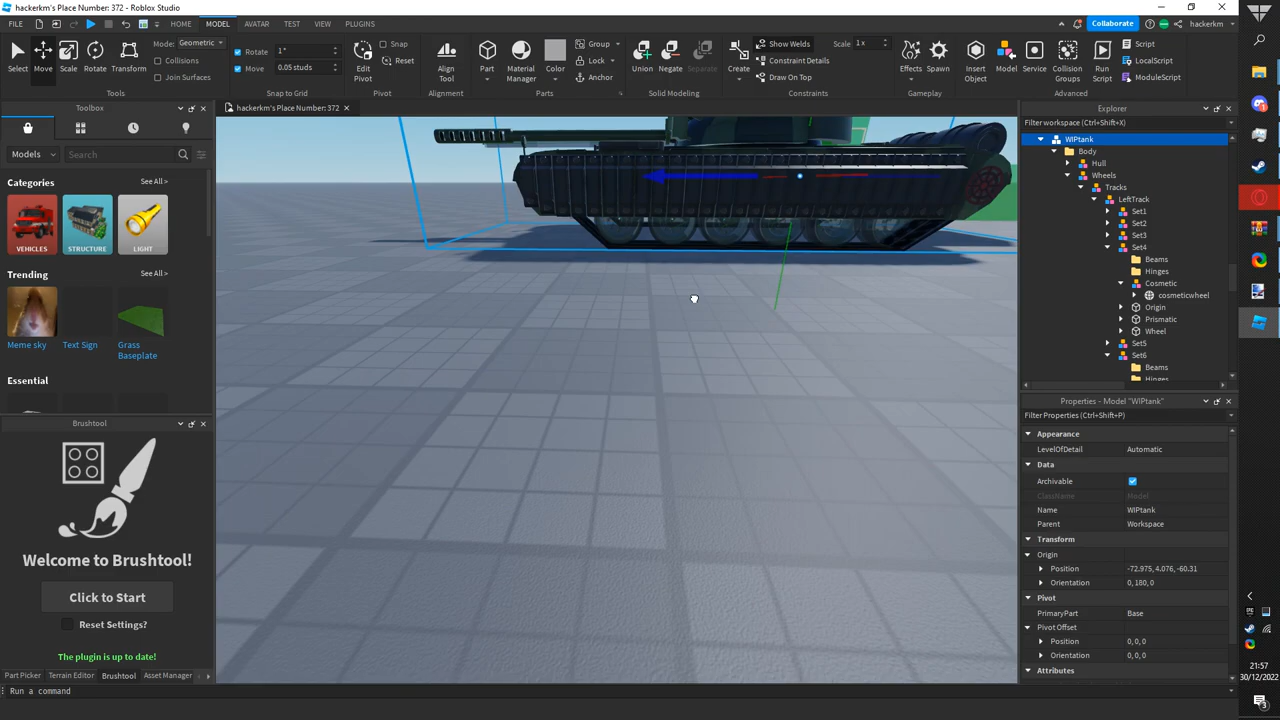 hackerkm's Place Number: 372 - Roblox Studio
FILE HOME MODEL AVATAR TEST VIEW PLUGINS Collaborate hackerkm
Select Move Scale Rotate Transform
Mode: Geometric
Collisions
Join Surfaces
Tools
Rotate 1°
Move 0.05 studs
Snap to Grid
Edit Pivot
Snap
Reset
Pivot
Align Tool
Alignment
Part Material Manager Color
Group
Lock
Anchor
Parts
Union Negate Separate
Solid Modeling
Create
Show Welds
Constraint Details
Draw On Top
Scale 1 x
Constraints
Effects Spawn
Gameplay
Insert Object Model Service Collision Groups Run Script
Script
LocalScript
ModuleScript
Advanced
Toolbox
Models Search
Categories See All >
VEHICLES STRUCTURE LIGHT
Trending See All >
Meme sky Text Sign Grass Baseplate
Essential See All >
Brushtool
Welcome to Brushtool!
Click to Start
Reset Settings?
The plugin is up to date!
Part Picker Terrain Editor Brushtool Asset Manager
Run a command
hackerkm's Place Number: 372
Explorer
Filter workspace (Ctrl+Shift+X)
WIPtank
Body
Hull
Wheels
Tracks
LeftTrack
Set1
Set2
Set3
Set4
Beams
Hinges
Cosmetic
cosmeticwheel
Origin
Prismatic
Wheel
Set5
Set6
Beams
Hinges
Properties - Model "WIPtank"
Filter Properties (Ctrl+Shift+P)
Appearance
LevelOfDetail Automatic
Data
Archivable
ClassName Model
Name WIPtank
Parent Workspace
Transform
Origin
Position -72.975, 4.076, -60.31
Orientation 0, 180, 0
Pivot
PrimaryPart Base
Pivot Offset
Position 0, 0, 0
Orientation 0, 0, 0
Attributes
21:57
30/12/2022